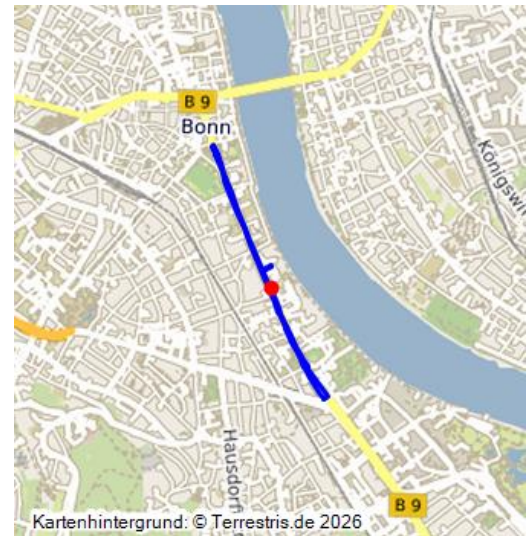 B 9
Bonn
Königswi
Hausdorf
B 9
Kartenhintergrund: © Terrestris.de 2026